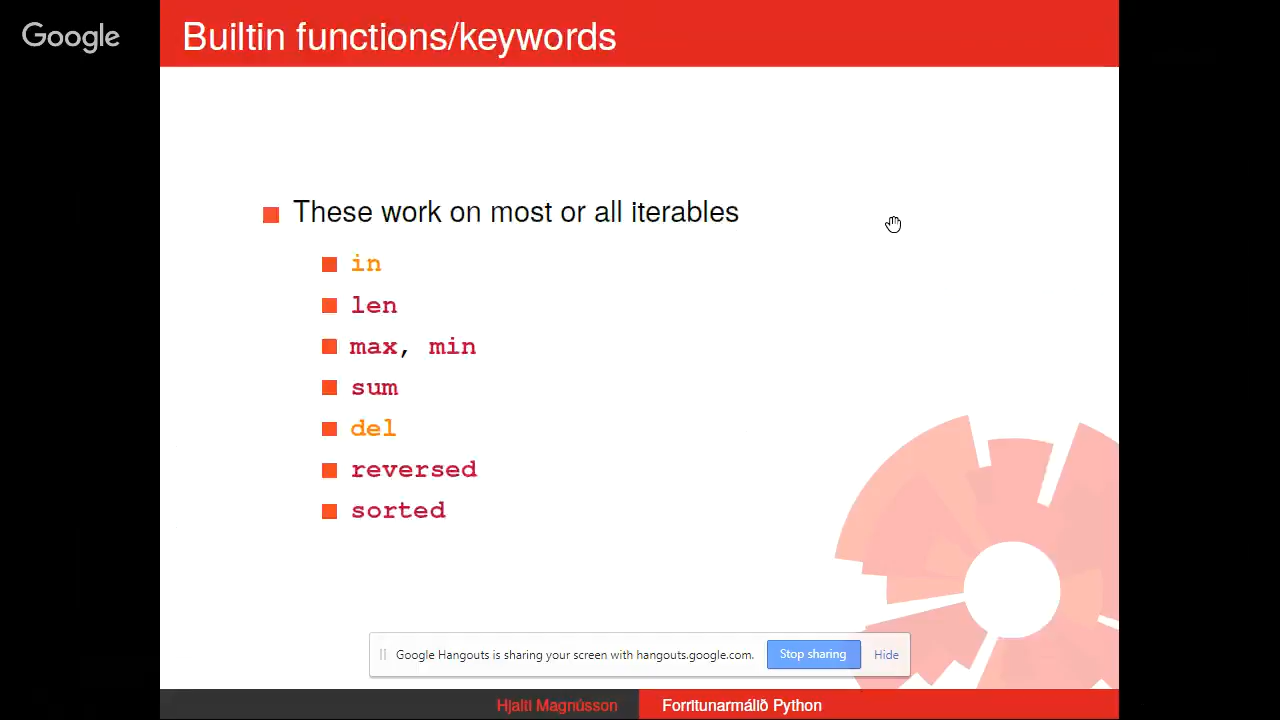 Google
Builtin functions/keywords
These work on most or all iterables
in
len
max, min
sum
del
reversed
sorted
Google Hangouts is sharing your screen with hangouts.google.com.
Stop sharing
Hide
Hjalti Magnússon
Forritunarmálið Python